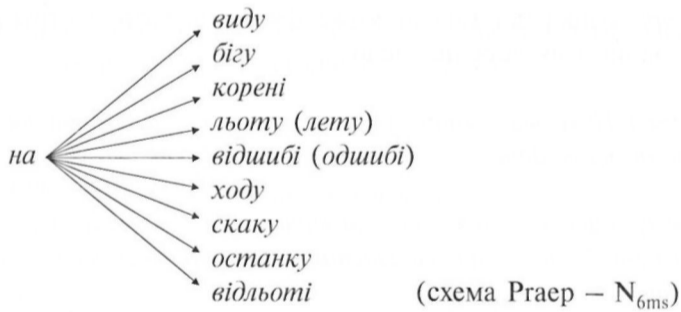 виду
бігу
корені
льоту (лету)
на відшибі (одшибі)
ходу
скаку
останку
відльоті (схема Praep – N6ms)